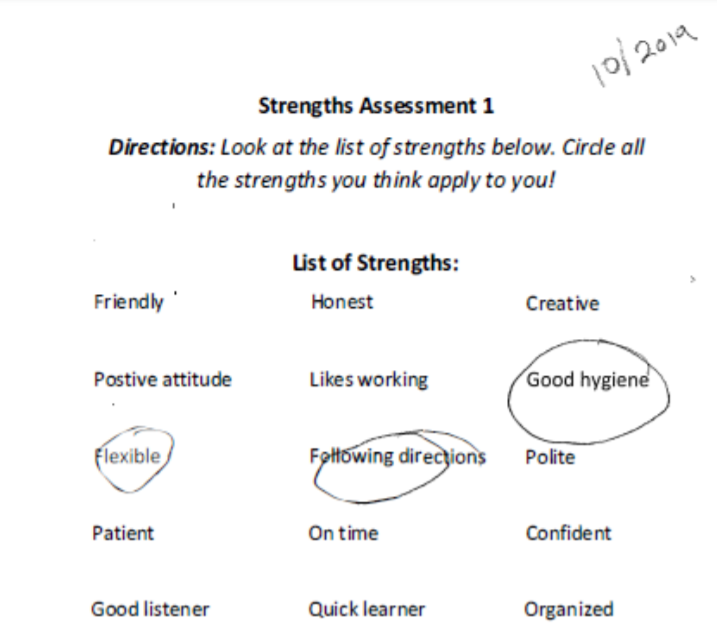 10/2019
Strengths Assessment 1
Directions: Look at the list of strengths below. Circle all
the strengths you think apply to you!
List of Strengths:
Friendly Honest Creative
Postive attitude Likes working Good hygiene
Flexible Following directions Polite
Patient On time Confident
Good listener Quick learner Organized